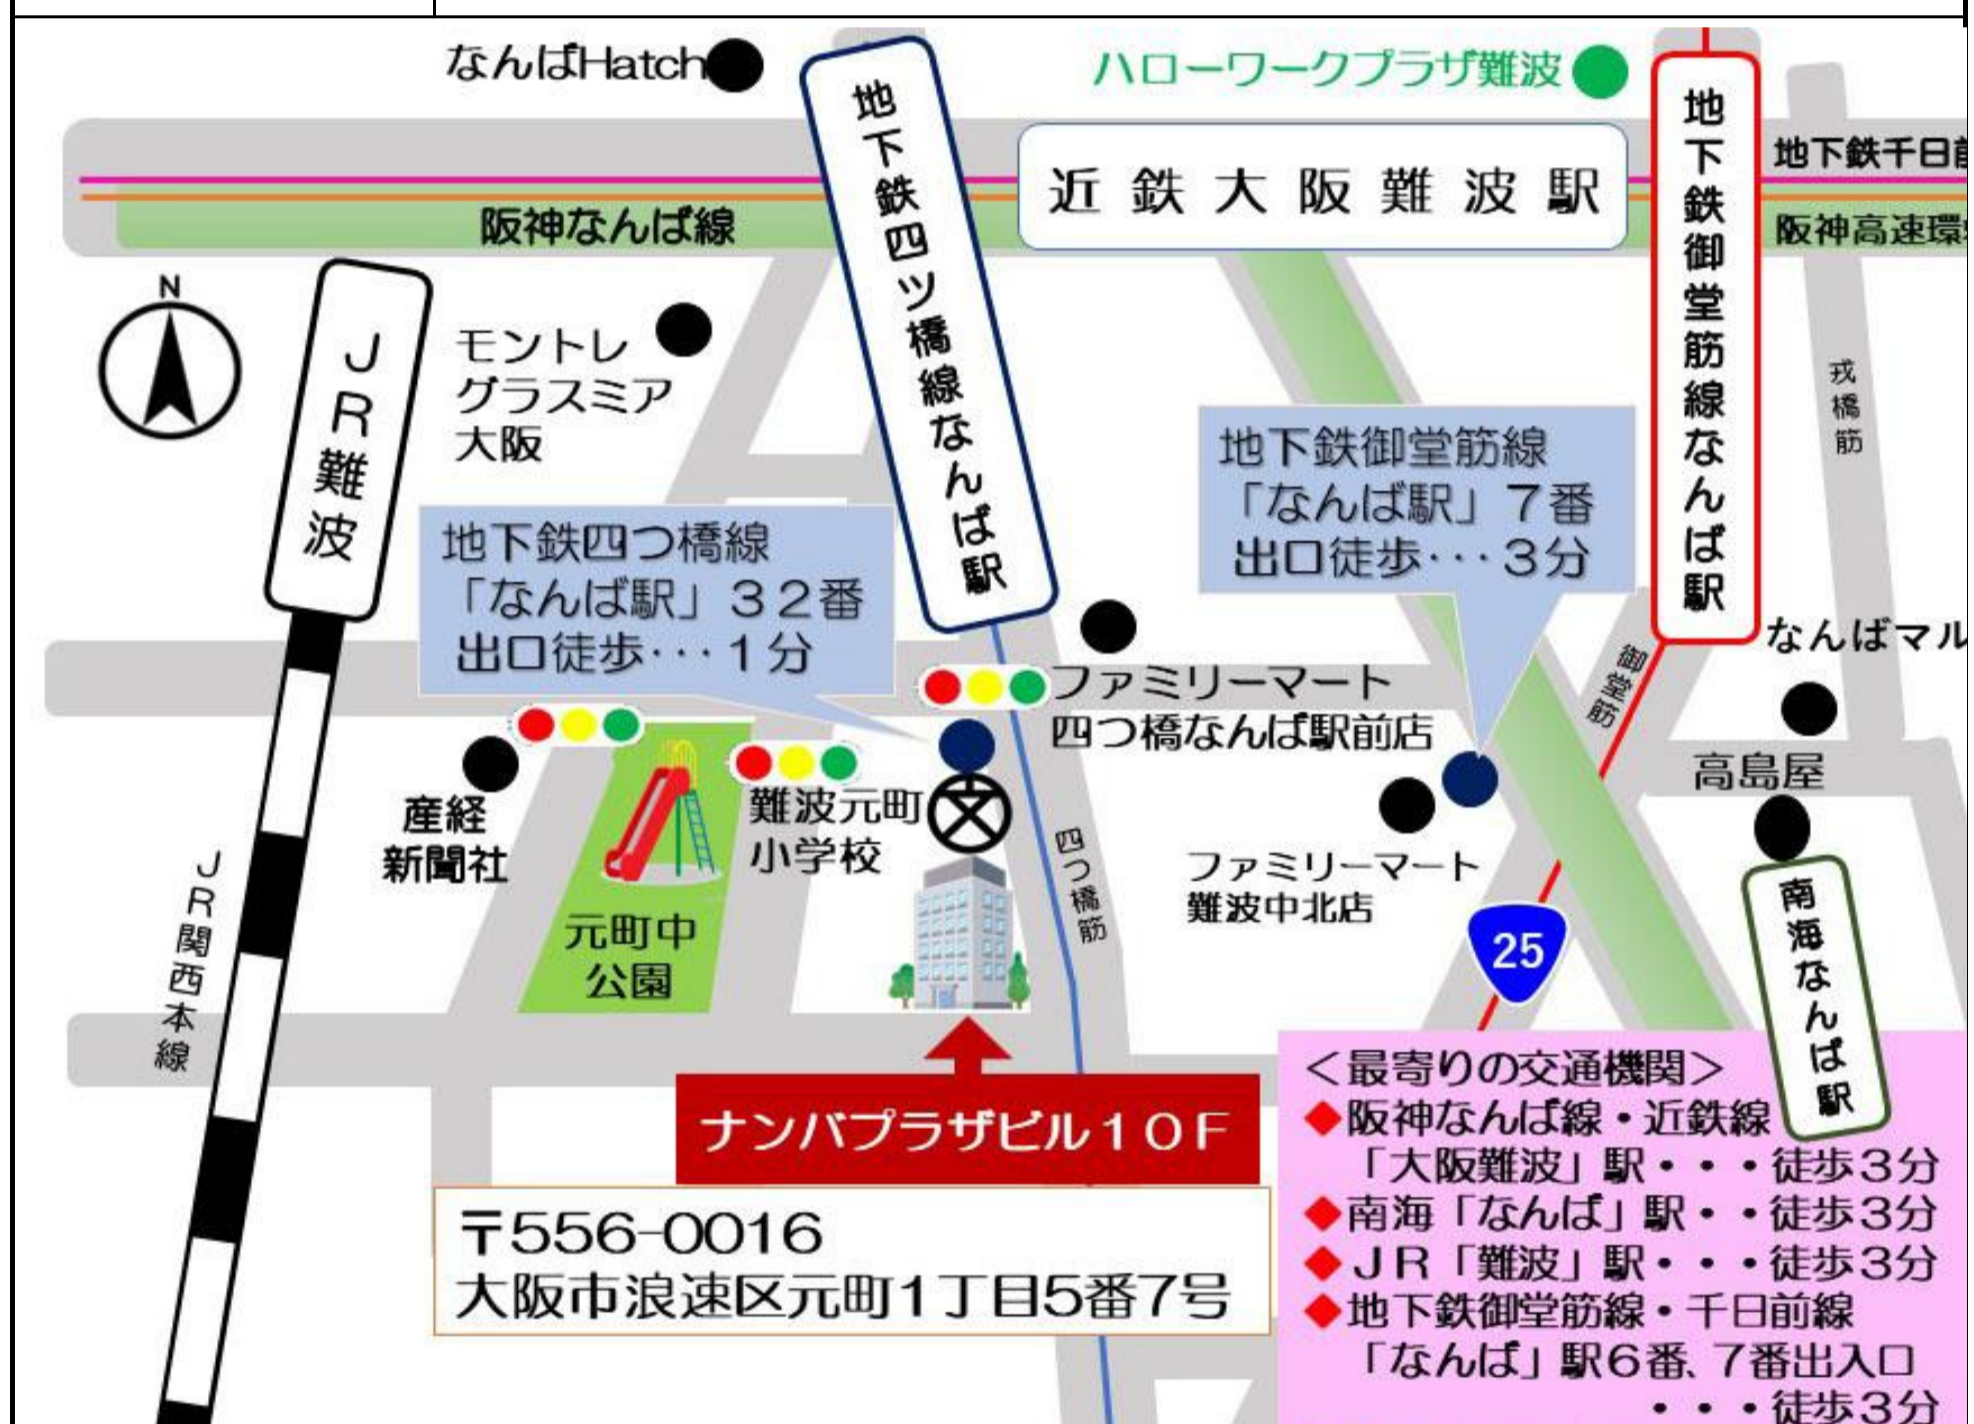 なんばHatch
ハローワークプラザ難波
地下鉄四ツ橋線なんば駅
近鉄大阪難波駅
地下鉄御堂筋線なんば駅
地下鉄千日前
阪神なんば線
阪神高速環
N
JR難波
モントレ
グラスミア
大阪
戎橋筋
地下鉄御堂筋線
「なんば駅」7番
出口徒歩･･･3分
地下鉄四つ橋線
「なんば駅」32番
出口徒歩･･･1分
なんばマル
御堂筋
ファミリーマート
四つ橋なんば駅前店
高島屋
産経
新聞社
難波元町
小学校
四つ橋筋
ファミリーマート
難波中北店
JR関西本線
元町中
公園
25
南海なんば駅
ナンバプラザビル10F
〒556-0016
大阪市浪速区元町1丁目5番7号
＜最寄りの交通機関＞
◆阪神なんば線・近鉄線
「大阪難波」駅・・・徒歩3分
◆南海「なんば」駅・・徒歩3分
◆JR「難波」駅・・・徒歩3分
◆地下鉄御堂筋線・千日前線
「なんば」駅6番、7番出入口
・・・徒歩3分